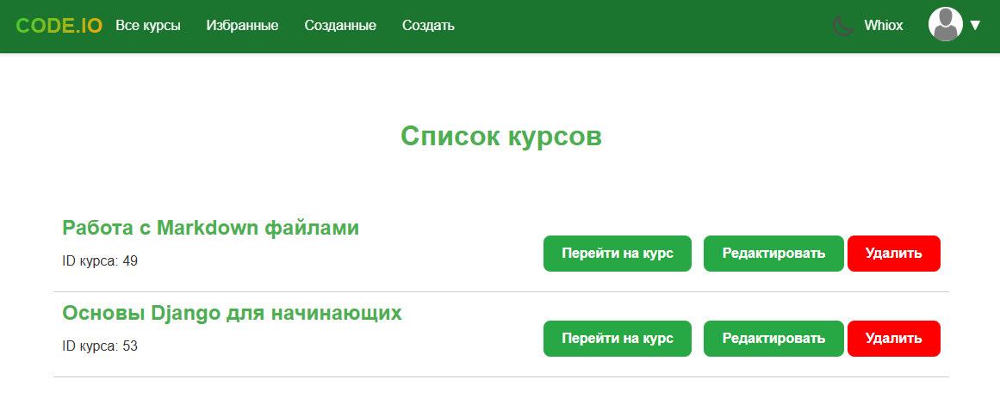 CODE.IO Все курсы Избранные Созданные Создать Whiox ▼
Список курсов
Работа с Markdown файлами
ID курса: 49
Перейти на курс Редактировать Удалить
Основы Django для начинающих
ID курса: 53
Перейти на курс Редактировать Удалить